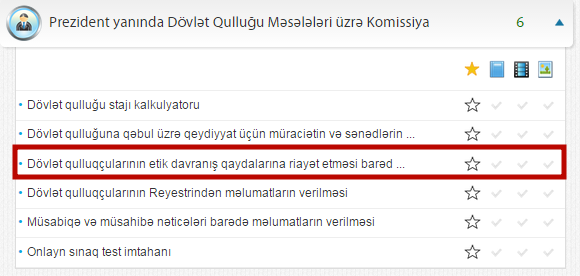 Prezident yanında Dövlət Qulluğu Məsələləri üzrə Komissiya 6
Dövlət qulluğu stajı kalkulyatoru
Dövlət qulluğuna qəbul üzrə qeydiyyat üçün müraciətin və sənədlərin ...
Dövlət qulluqçularının etik davranış qaydalarına riayət etməsi barəd ...
Dövlət qulluqçularının Reyestrindən məlumatların verilməsi
Müsabiqə və müsahibə nəticələri barədə məlumatların verilməsi
Onlayn sınaq test imtahanı